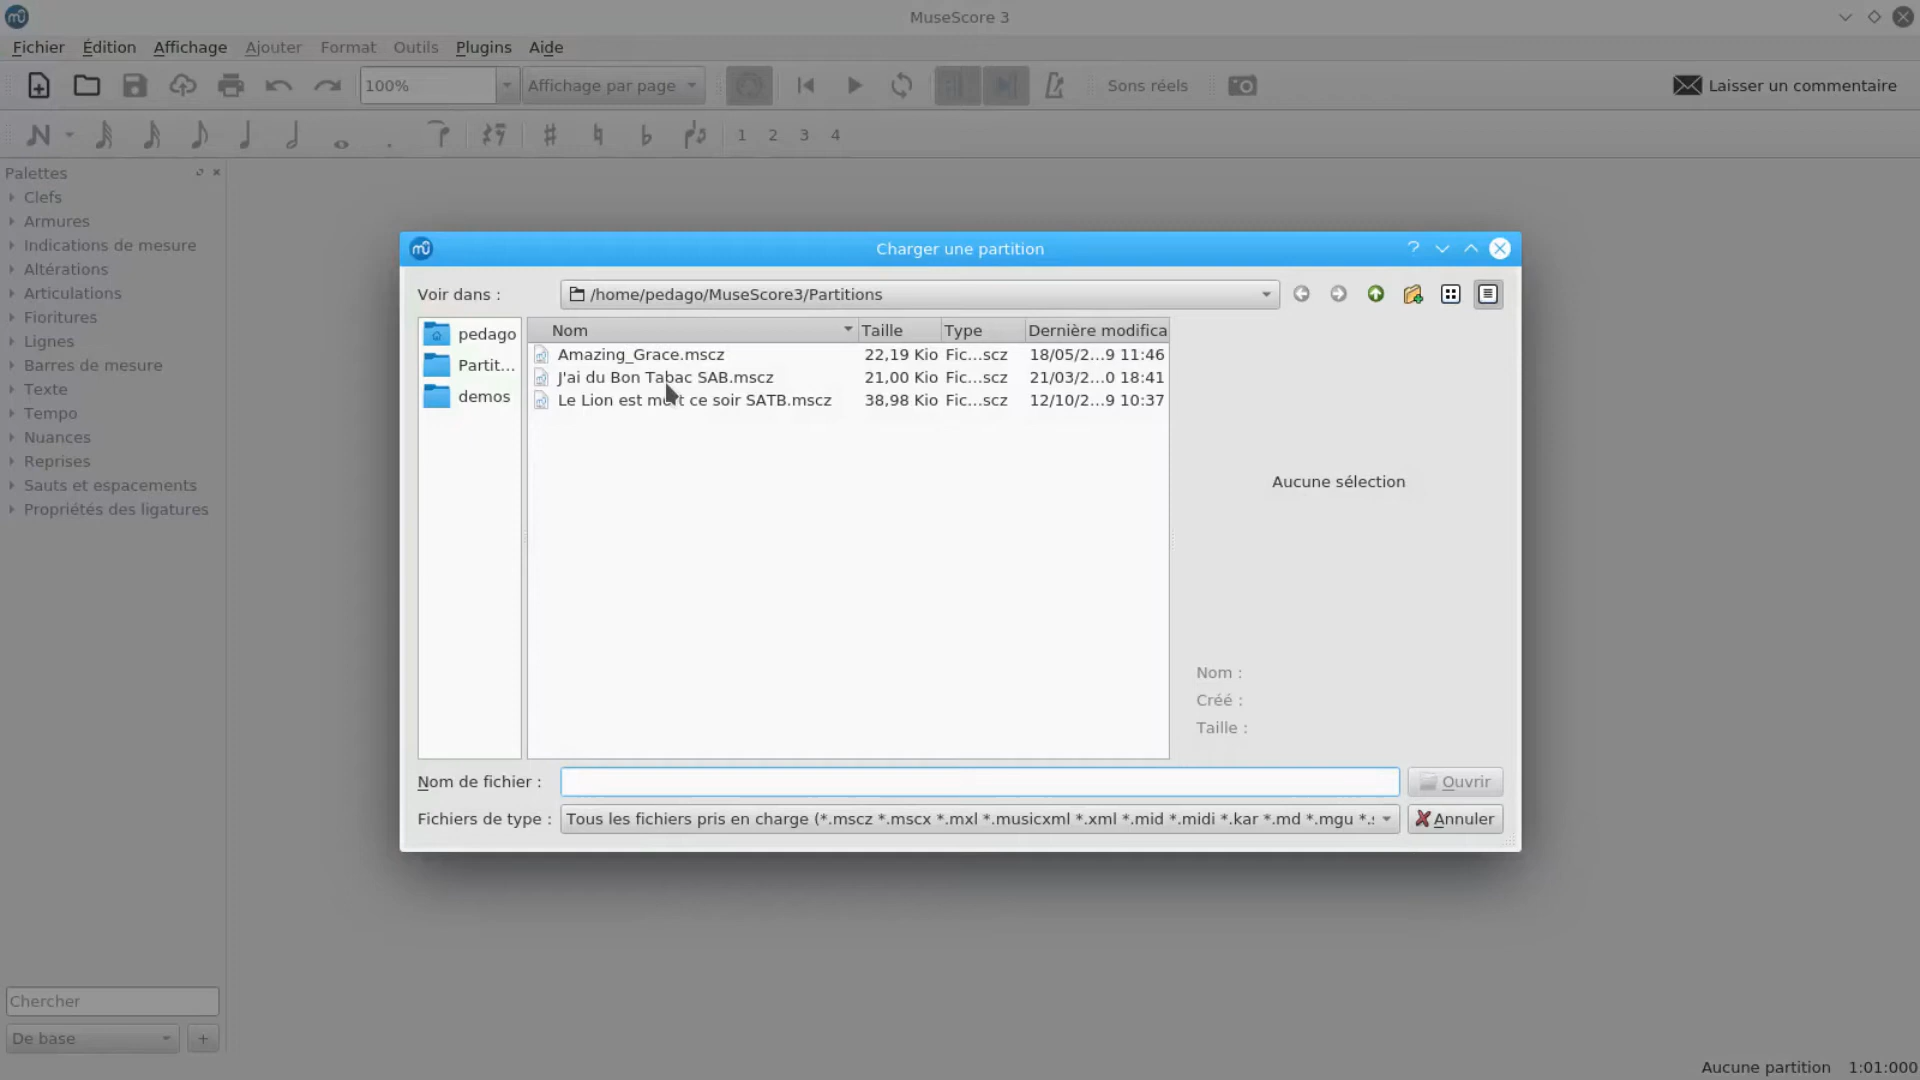 MuseScore 3
Fichier Édition Affichage Ajouter Format Outils Plugins Aide
100% Affichage par page Sons réels Laisser un commentaire
1 2 3 4
Palettes
Clefs
Armures
Indications de mesure
Altérations
Articulations
Fioritures
Lignes
Barres de mesure
Texte
Tempo
Nuances
Reprises
Sauts et espacements
Propriétés des ligatures
Chercher
De base +
Charger une partition
Voir dans : /home/pedago/MuseScore3/Partitions
pedago
Partit...
demos
Nom Taille Type Dernière modifica
Amazing_Grace.mscz 22,19 Kio Fic...scz 18/05/2...9 11:46
J'ai du Bon Tabac SAB.mscz 21,00 Kio Fic...scz 21/03/2...0 18:41
Le Lion est mort ce soir SATB.mscz 38,98 Kio Fic...scz 12/10/2...9 10:37
Aucune sélection
Nom :
Créé :
Taille :
Nom de fichier : Ouvrir
Fichiers de type : Tous les fichiers pris en charge (*.mscz *.mscx *.mxl *.musicxml *.xml *.mid *.midi *.kar *.md *.mgu *.: Annuler
Aucune partition 1:01:000